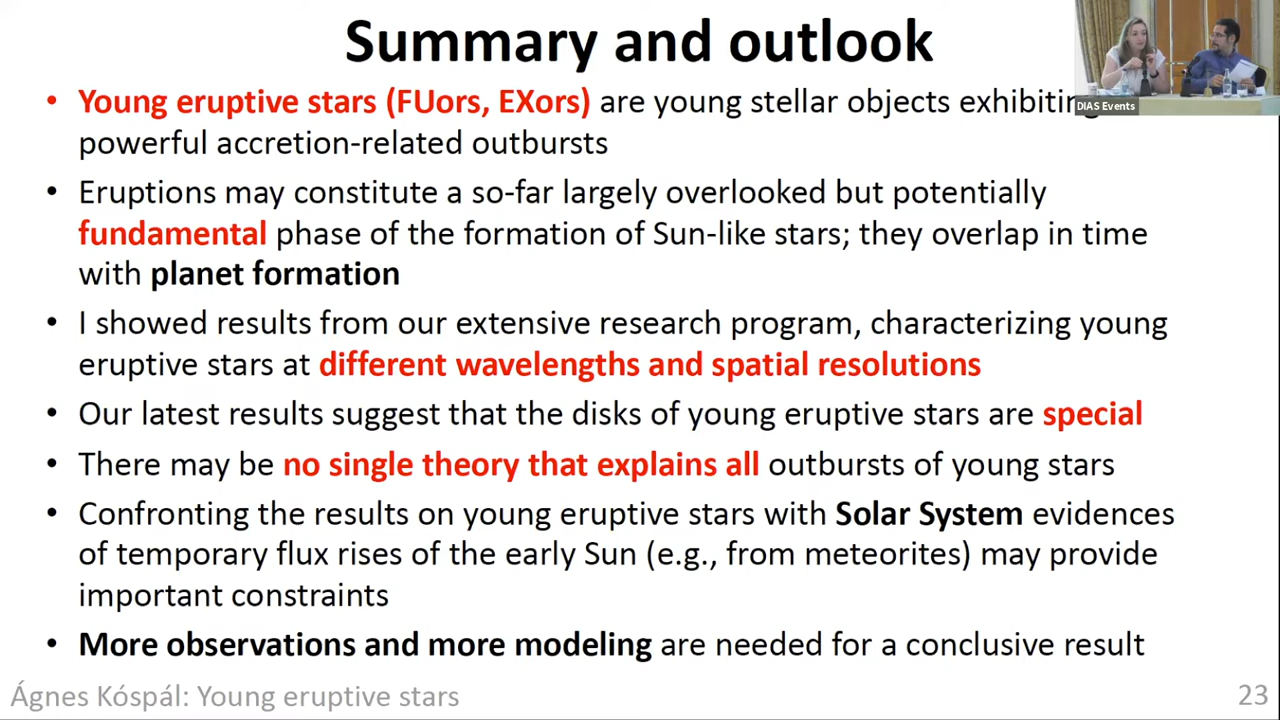 Summary and outlook
DIAS Events
• Young eruptive stars (FUors, EXors) are young stellar objects exhibiting
powerful accretion-related outbursts
• Eruptions may constitute a so-far largely overlooked but potentially
fundamental phase of the formation of Sun-like stars; they overlap in time
with planet formation
• I showed results from our extensive research program, characterizing young
eruptive stars at different wavelengths and spatial resolutions
• Our latest results suggest that the disks of young eruptive stars are special
• There may be no single theory that explains all outbursts of young stars
• Confronting the results on young eruptive stars with Solar System evidences
of temporary flux rises of the early Sun (e.g., from meteorites) may provide
important constraints
• More observations and more modeling are needed for a conclusive result
Ágnes Kóspál: Young eruptive stars
23